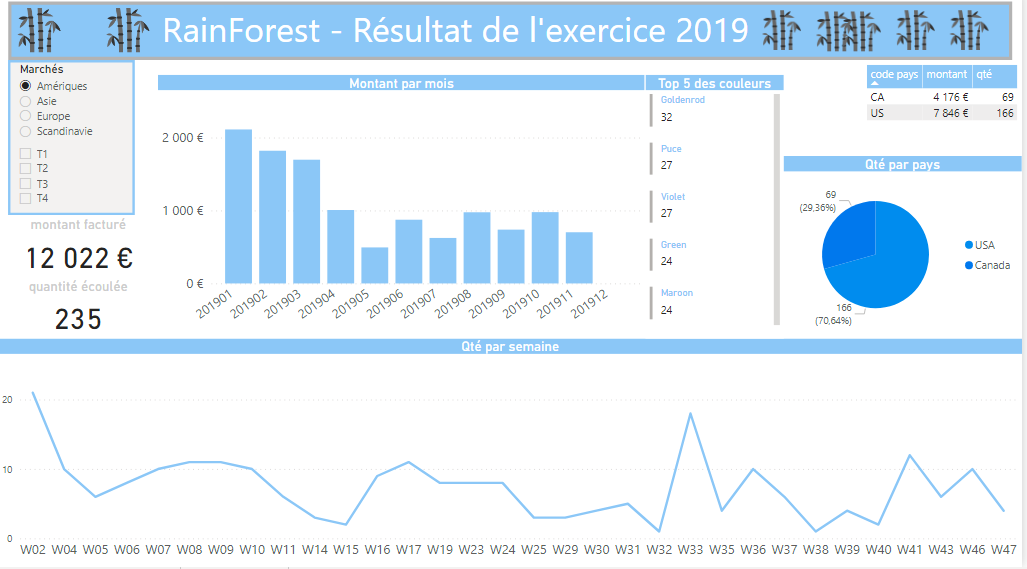 RainForest - Résultat de l'exercice 2019
Marchés
Amériques
Asie
Europe
Scandinavie
T1
T2
T3
T4
montant facturé
12 022 €
quantité écoulée
235
Montant par mois
2 000 €
1 000 €
0 €
201901 201902 201903 201904 201905 201906 201907 201908 201909 201910 201911 201912
Top 5 des couleurs
Goldenrod
32
Puce
27
Violet
27
Green
24
Maroon
24
code pays montant qté
CA 4 176 € 69
US 7 846 € 166
Qté par pays
69
(29,36%)
166
(70,64%)
USA
Canada
Qté par semaine
20
10
0
W02 W04 W05 W06 W07 W08 W09 W10 W11 W14 W15 W16 W17 W19 W23 W24 W25 W29 W30 W31 W32 W33 W35 W36 W37 W38 W39 W40 W41 W43 W46 W47